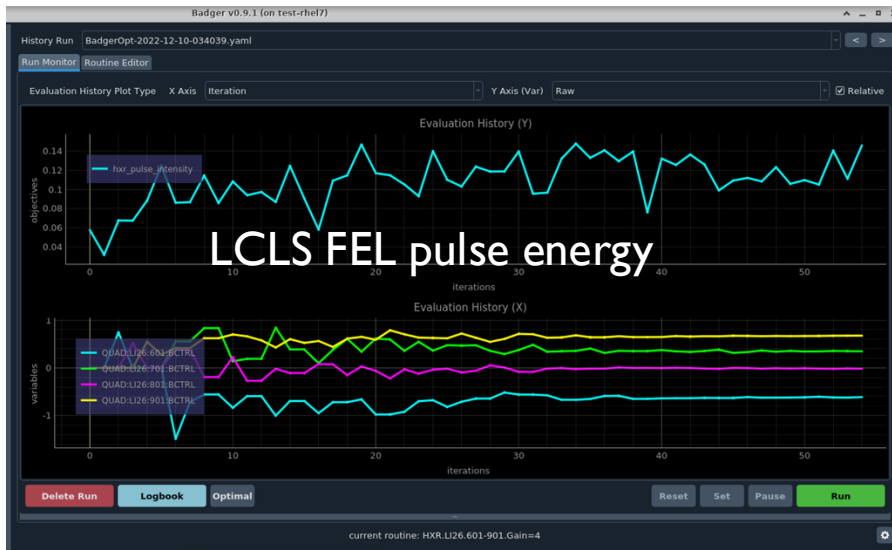 Badger v0.9.1 (on test-rhel7)
History Run BadgerOpt-2022-12-10-034039.yaml < >
Run Monitor Routine Editor
Evaluation History Plot Type X Axis Iteration Y Axis (Var) Raw Relative
Evaluation History (Y)
0.14
0.12
0.1
0.08
0.06
0.04
objectives
hxr_pulse_intensity
LCLS FEL pulse energy
0 10 20 30 40 50
iterations
Evaluation History (X)
1
0
-1
variables
QUAD:LI26:601:BCTRL
QUAD:LI26:701:BCTRL
QUAD:LI26:801:BCTRL
QUAD:LI26:901:BCTRL
0 10 20 30 40 50
iterations
Delete Run Logbook Optimal Reset Set Pause Run
current routine: HXR.LI26.601-901.Gain=4